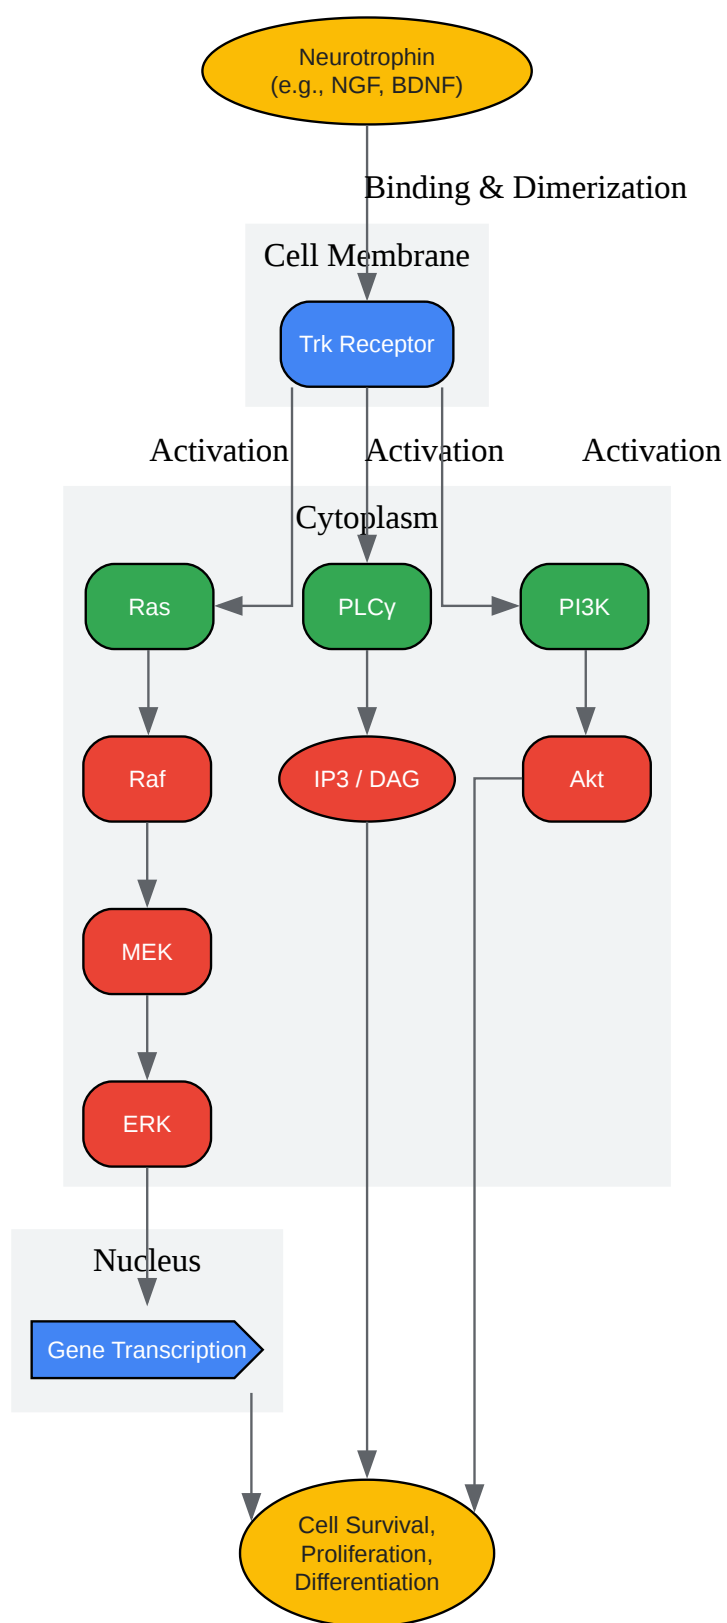 Neurotrophin
(e.g., NGF, BDNF)
Binding & Dimerization
Cell Membrane
Trk Receptor
Activation
Activation
Activation
Cytoplasm
Ras
PLCγ
PI3K
Raf
IP3 / DAG
Akt
MEK
ERK
Nucleus
Gene Transcription
Cell Survival,
Proliferation,
Differentiation